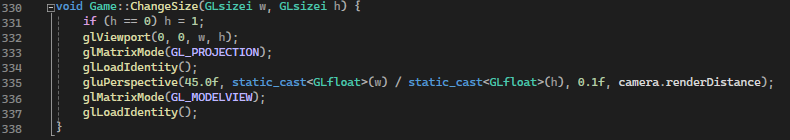 330 void Game::ChangeSize(GLsizei w, GLsizei h) {
331 if (h == 0) h = 1;
332 glViewport(0, 0, w, h);
333 glMatrixMode(GL_PROJECTION);
334 glLoadIdentity();
335 gluPerspective(45.0f, static_cast<GLfloat>(w) / static_cast<GLfloat>(h), 0.1f, camera.renderDistance);
336 glMatrixMode(GL_MODELVIEW);
337 glLoadIdentity();
338 }